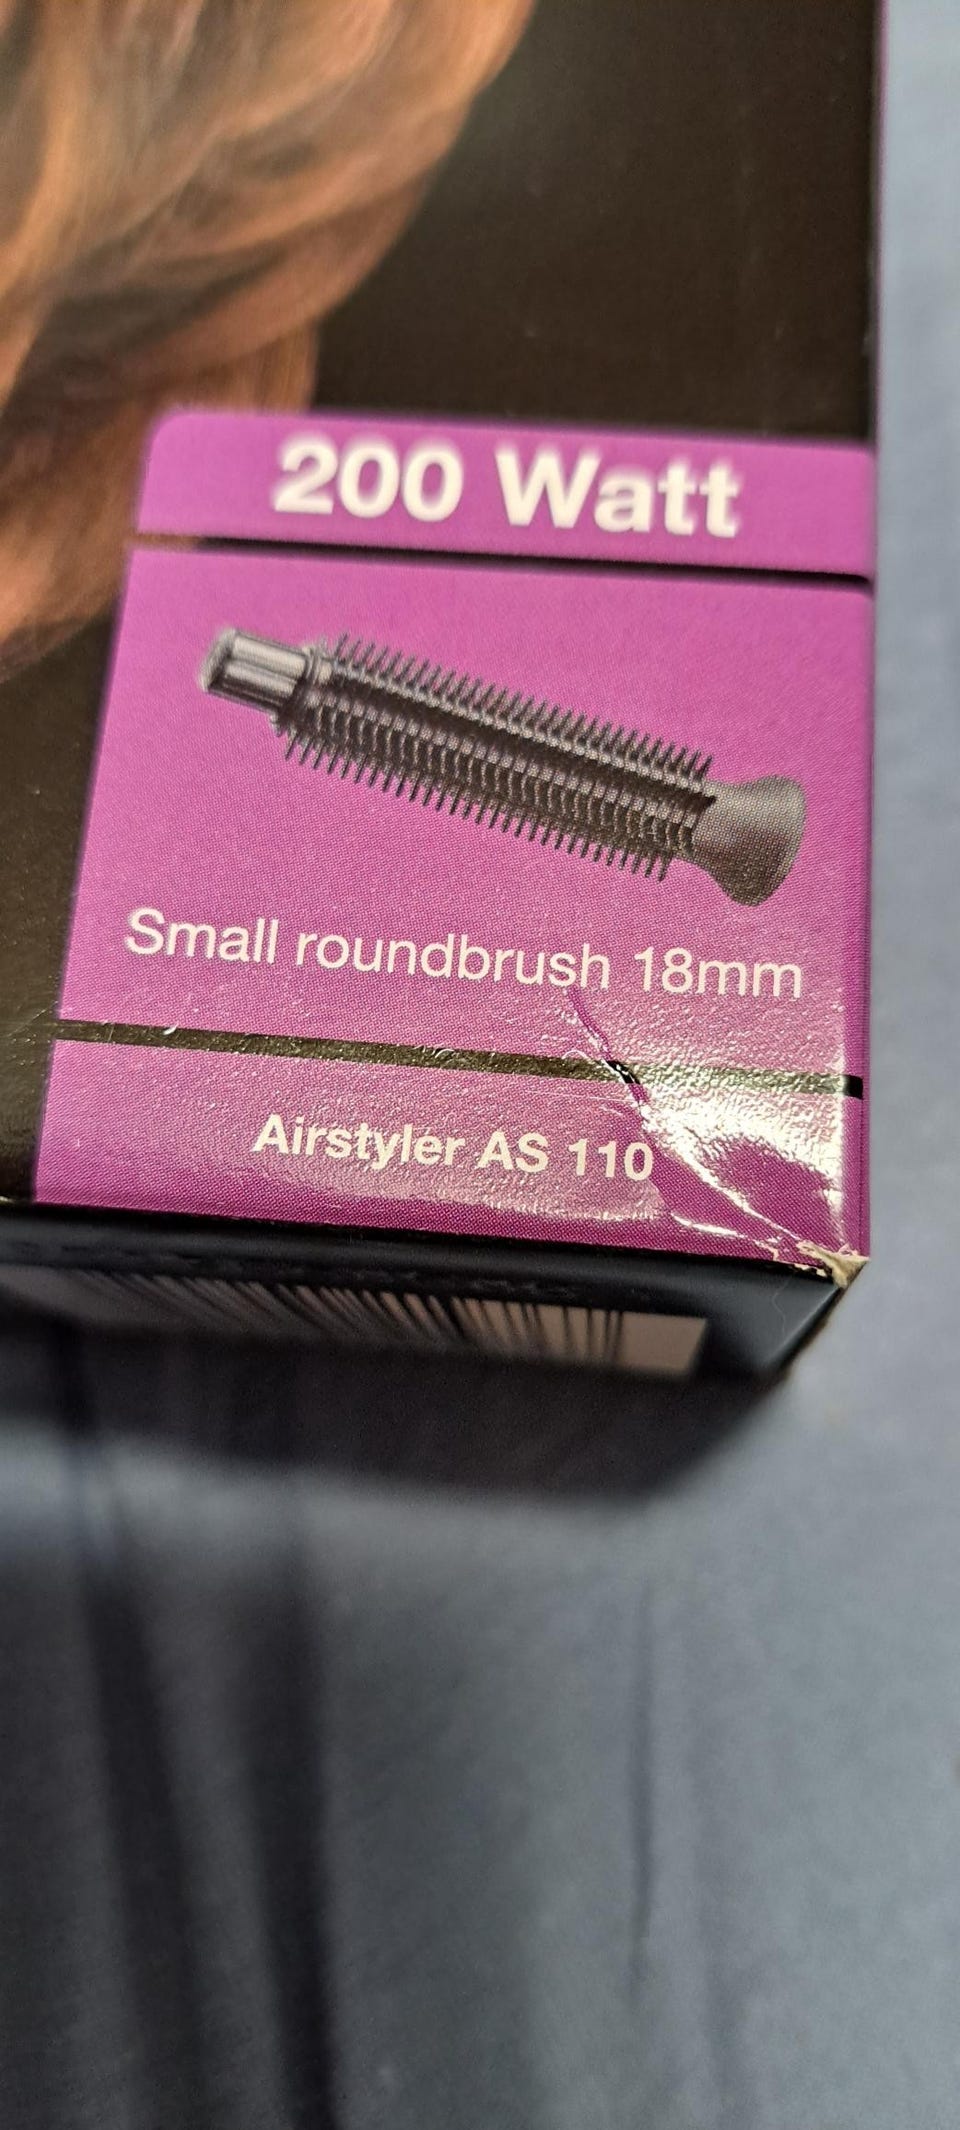 200 Watt
Small roundbrush 18mm
Airstyler AS 110